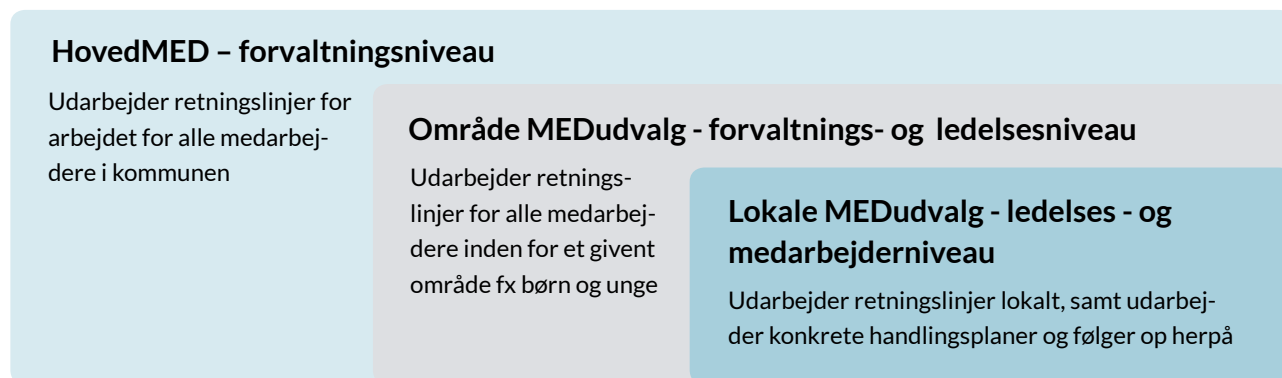 HovedMED – forvaltningsniveau
Udarbejder retningslinjer for
arbejdet for alle medarbej-
dere i kommunen
Område MEDudvalg - forvaltnings- og ledelsesniveau
Udarbejder retnings-
linjer for alle medarbej-
dere inden for et givent
område fx børn og unge
Lokale MEDudvalg - ledelses - og
medarbejderniveau
Udarbejder retningslinjer lokalt, samt udarbej-
der konkrete handlingsplaner og følger op herpå